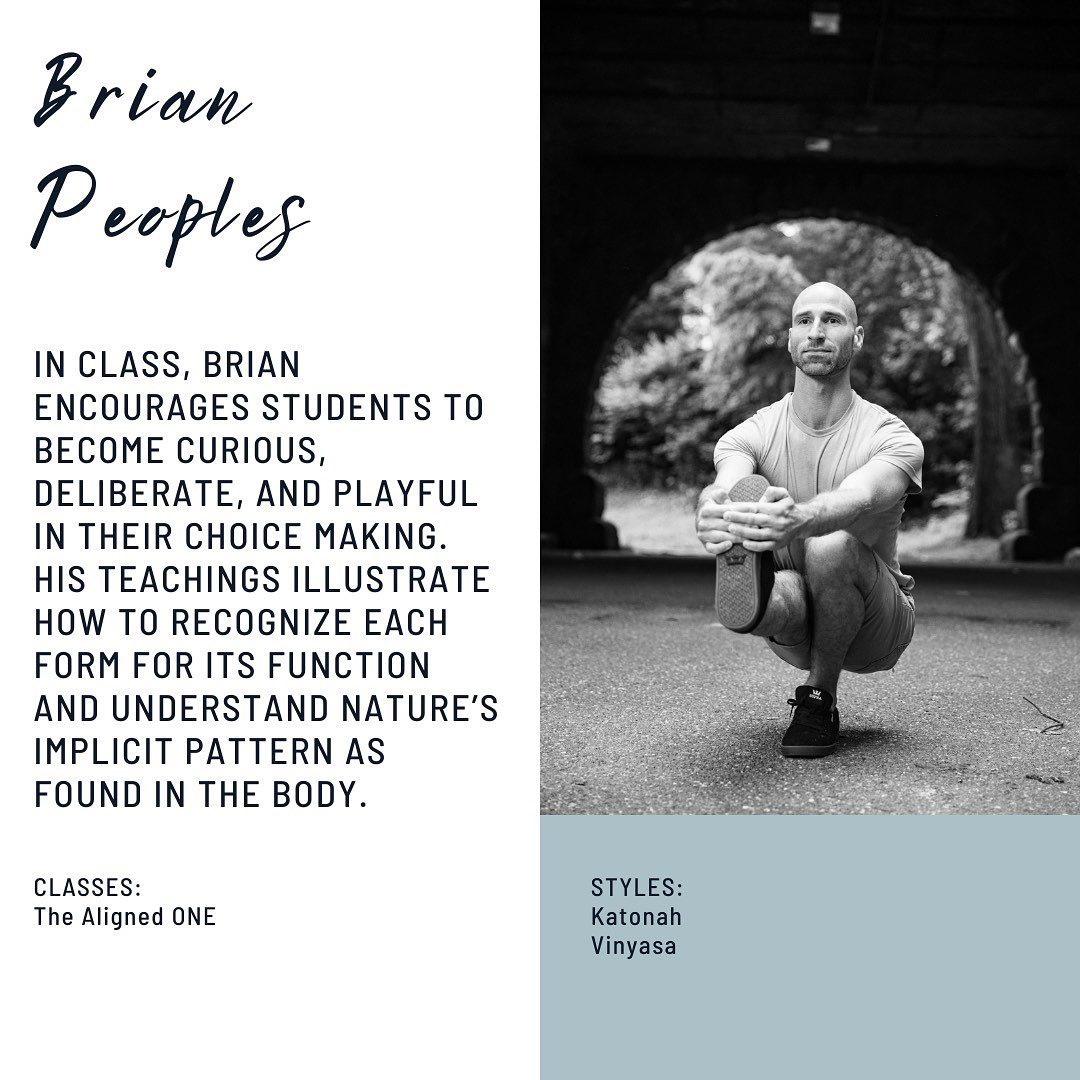 Brian
Peoples
IN CLASS, BRIAN
ENCOURAGES STUDENTS TO
BECOME CURIOUS,
DELIBERATE, AND PLAYFUL
IN THEIR CHOICE MAKING.
HIS TEACHINGS ILLUSTRATE
HOW TO RECOGNIZE EACH
FORM FOR ITS FUNCTION
AND UNDERSTAND NATURE’S
IMPLICIT PATTERN AS
FOUND IN THE BODY.
CLASSES:
The Aligned ONE
STYLES:
Katonah
Vinyasa